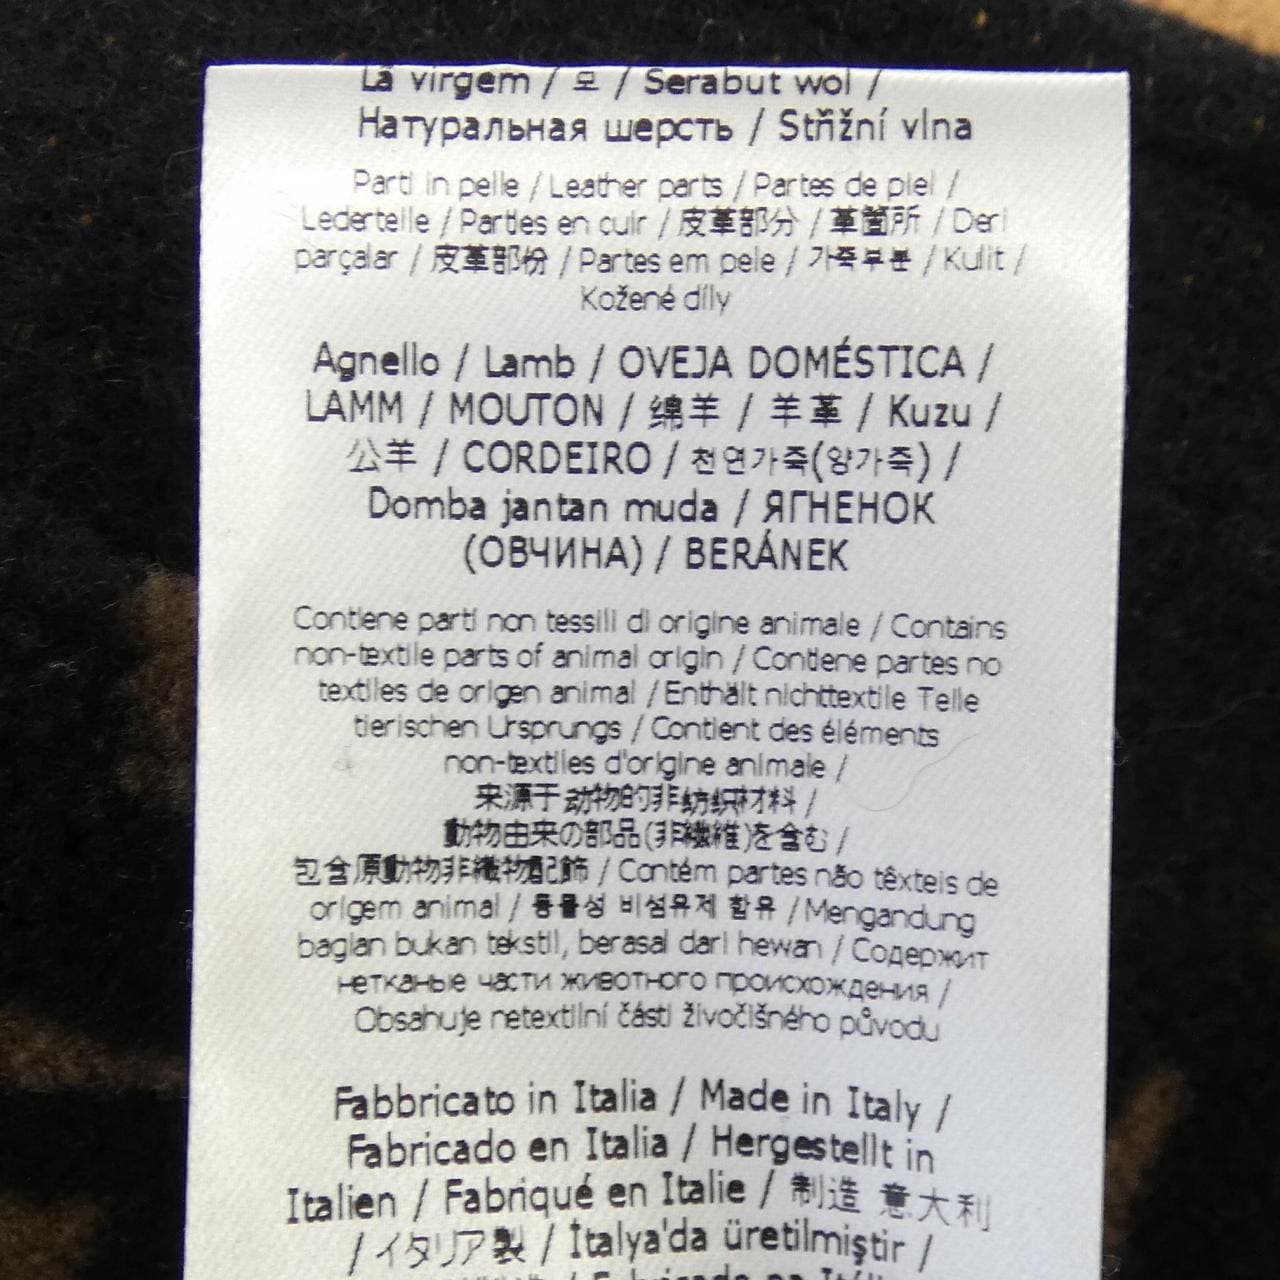 Lã virgem / 모 / Serabut wol /
Натуральная шерсть / Střžní vlna
Parti in pelle / Leather parts / Partes de piel /
Lederteile / Parties en cuir / 皮革部分 / 革箇所 / Deri
parçalar / 皮革部份 / Partes em pele / 가죽부분 / Kulit /
Kožené díly
Agnello / Lamb / OVEJA DOMÉSTICA /
LAMM / MOUTON / 绵羊 / 羊革 / Kuzu /
公羊 / CORDEIRO / 천연가죽(양가죽) /
Domba jantan muda / ЯГНЕНОК
(ОВЧИНА) / BERÁNEK
Contiene parti non tessili di origine animale / Contains
non-textile parts of animal origin / Contiene partes no
textiles de origen animal / Enthält nichttextile Teile
tierischen Ursprungs / Contient des éléments
non-textiles d'origine animale /
来源于动物的非纺织材料 /
動物由来の部品(非繊維)を含む /
包含原動物非織物配飾 / Contém partes não têxteis de
origem animal / 동물성 비섬유제 함유 / Mengandung
bagian bukan tekstil, berasal dari hewan / Содержит
нетканые части животного происхождения /
Obsahuje netextilní části živočišného původu
Fabbricato in Italia / Made in Italy /
Fabricado en Italia / Hergestellt in
Italien / Fabriqué en Italie / 制造 意大利
/ イタリア製 / İtalya'da üretilmiştir /